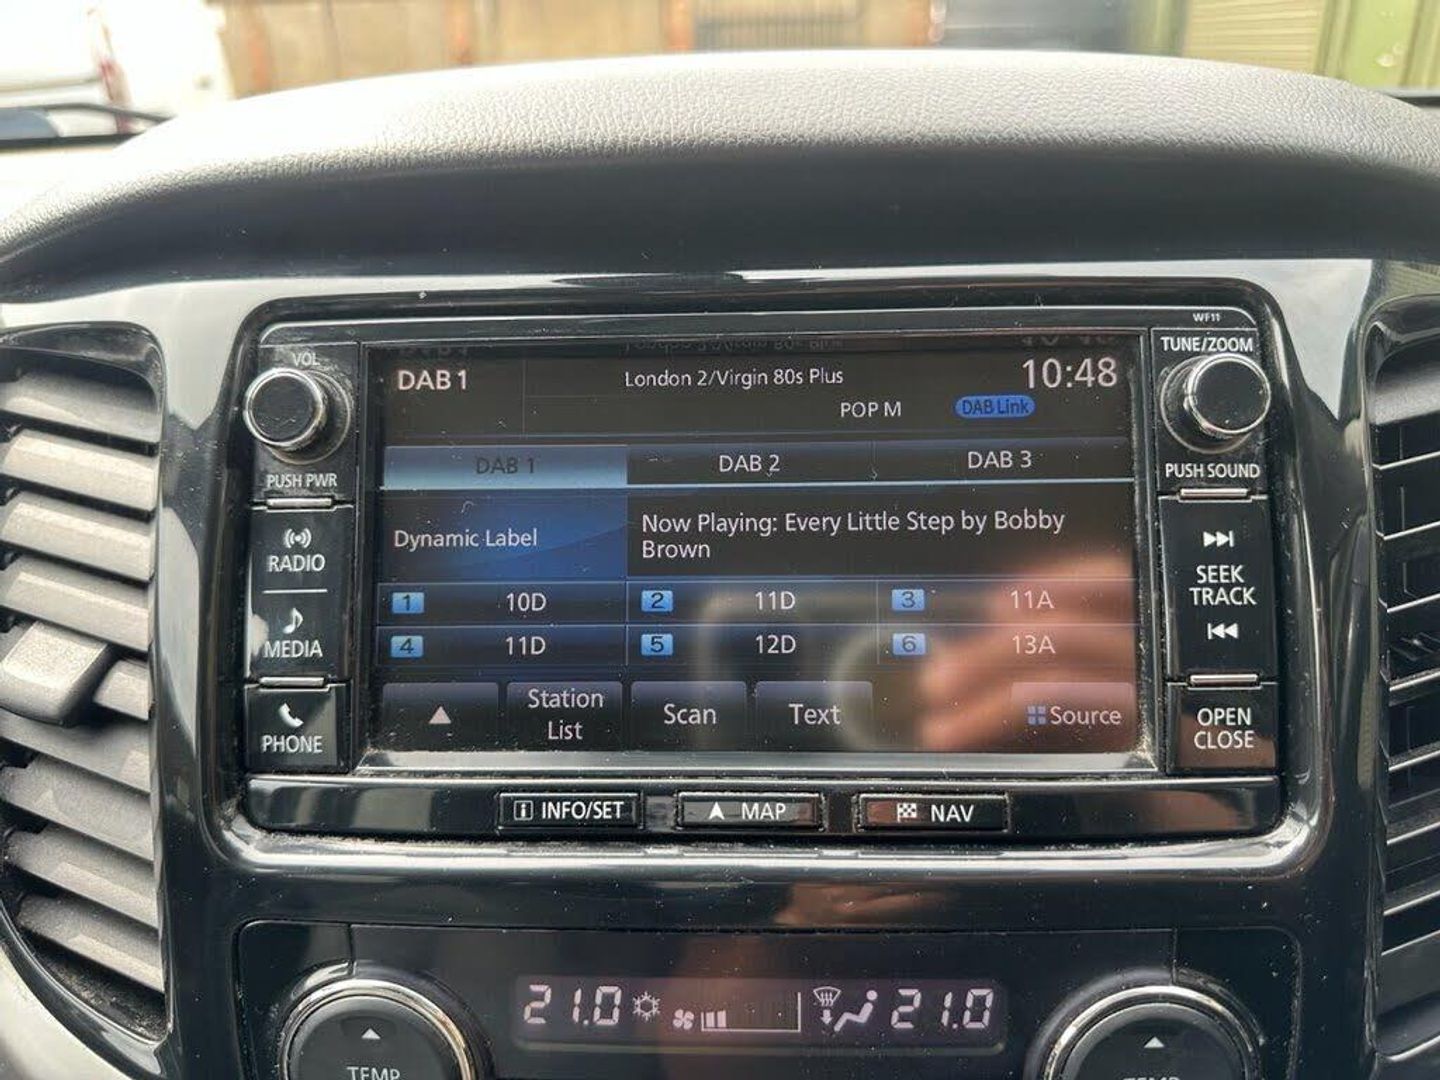 WF11
VOL
TUNE/ZOOM
DAB 1
London 2/Virgin 80s Plus
10:48
POP M
DAB Link
PUSH PWR
DAB 1
DAB 2
DAB 3
PUSH SOUND
RADIO
Dynamic Label
Now Playing: Every Little Step by Bobby
Brown
SEEK
TRACK
MEDIA
1 10D
2 11D
3 11A
4 11D
5 12D
6 13A
PHONE
Station
List
Scan
Text
Source
OPEN
CLOSE
i INFO/SET
MAP
NAV
21.0
21.0
TEMP